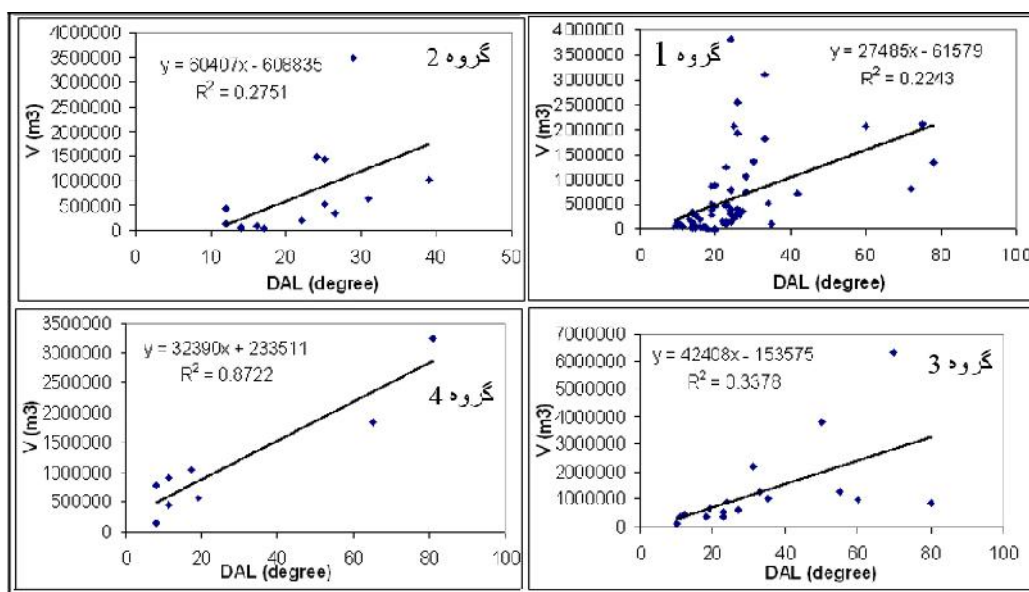 4000000
3500000
3000000
2500000
2000000
1500000
1000000
500000
0
V (m3)
y = 60407x - 608835
R² = 0.2751
گروه 2
0 10 20 30 40 50
DAL (degree)
4000000
3500000
3000000
2500000
2000000
1500000
1000000
500000
0
V (m3)
گروه 1
y = 27485x - 61579
R² = 0.2243
0 20 40 60 80 100
DAL (degree)
3500000
3000000
2500000
2000000
1500000
1000000
500000
0
V (m3)
y = 32390x + 233511
R² = 0.8722
گروه 4
0 20 40 60 80 100
DAL (degree)
7000000
6000000
5000000
4000000
3000000
2000000
1000000
0
V (m3)
y = 42408x - 153575
R² = 0.3378
گروه 3
0 20 40 60 80 100
DAL (degree)